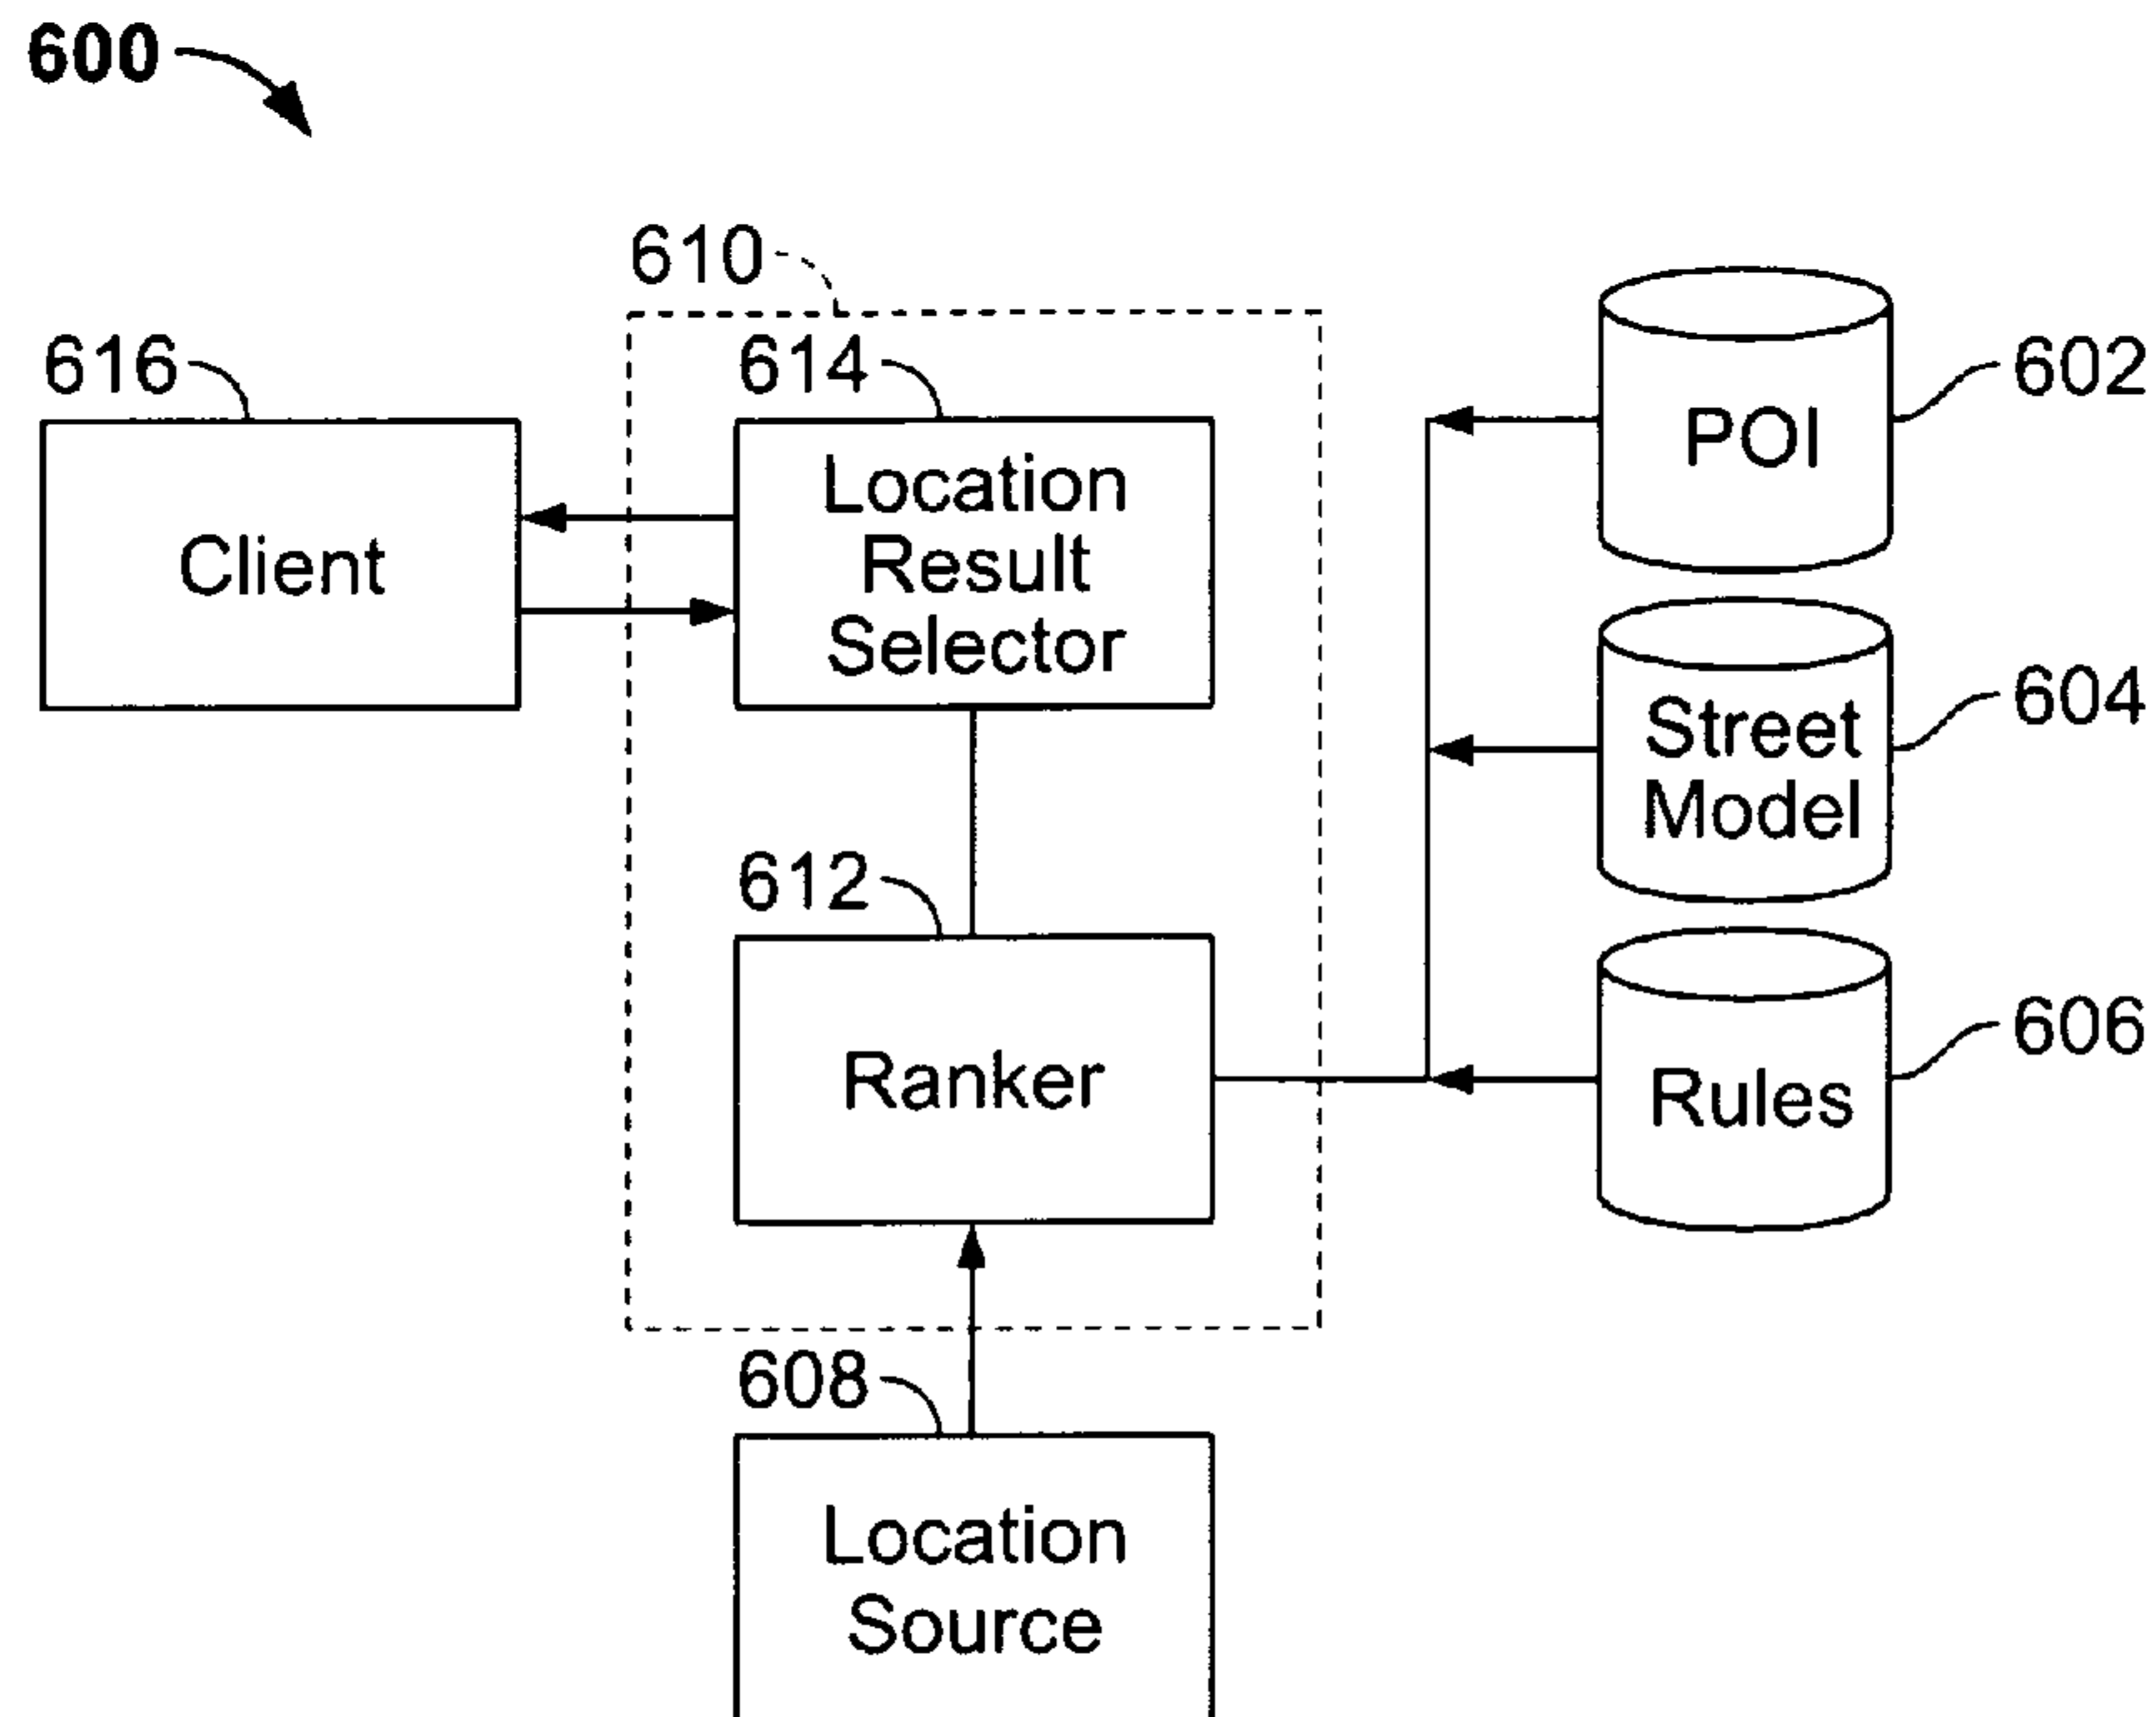 600
610
616
614
602
Client
Location
Result
Selector
POI
604
Street
Model
612
Ranker
606
Rules
608
Location
Source